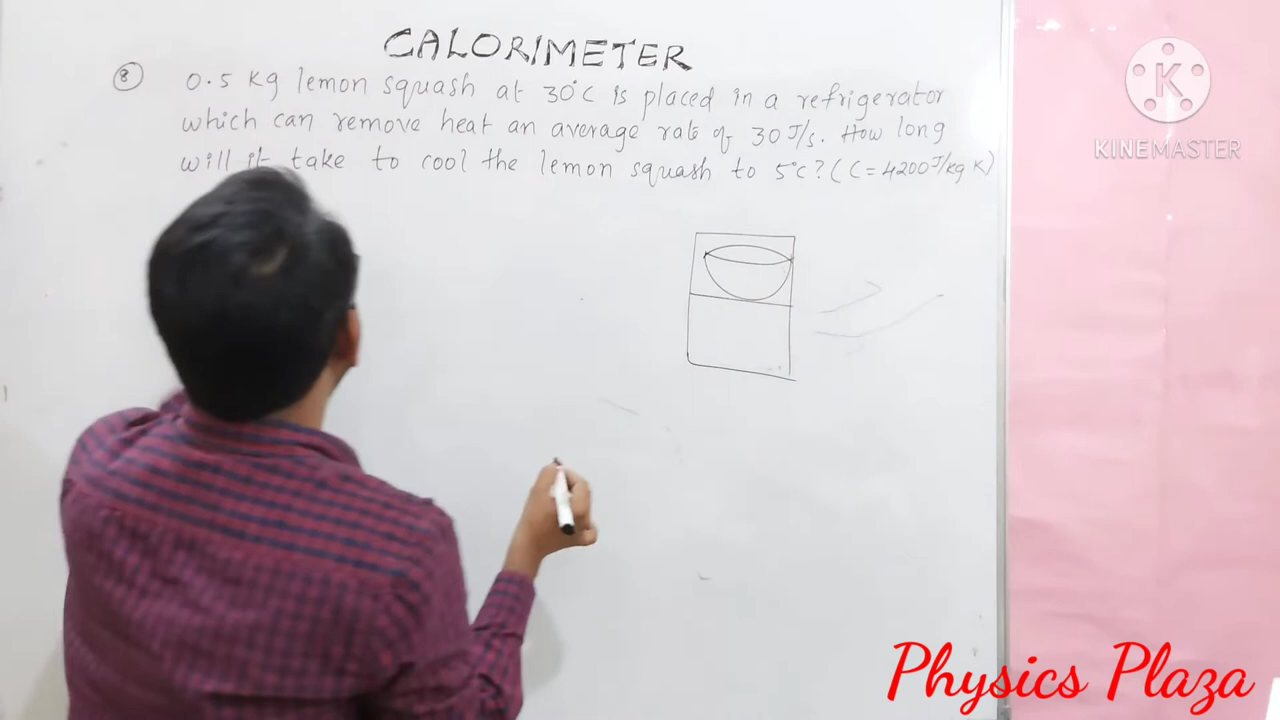 CALORIMETER
8 0.5 Kg lemon squash at 30°C is placed in a refrigerator
which can remove heat an average rate of 30 J/s. How long
will it take to cool the lemon squash to 5°C? (C = 4200 J/kg K)
K
KINEMASTER
Physics Plaza